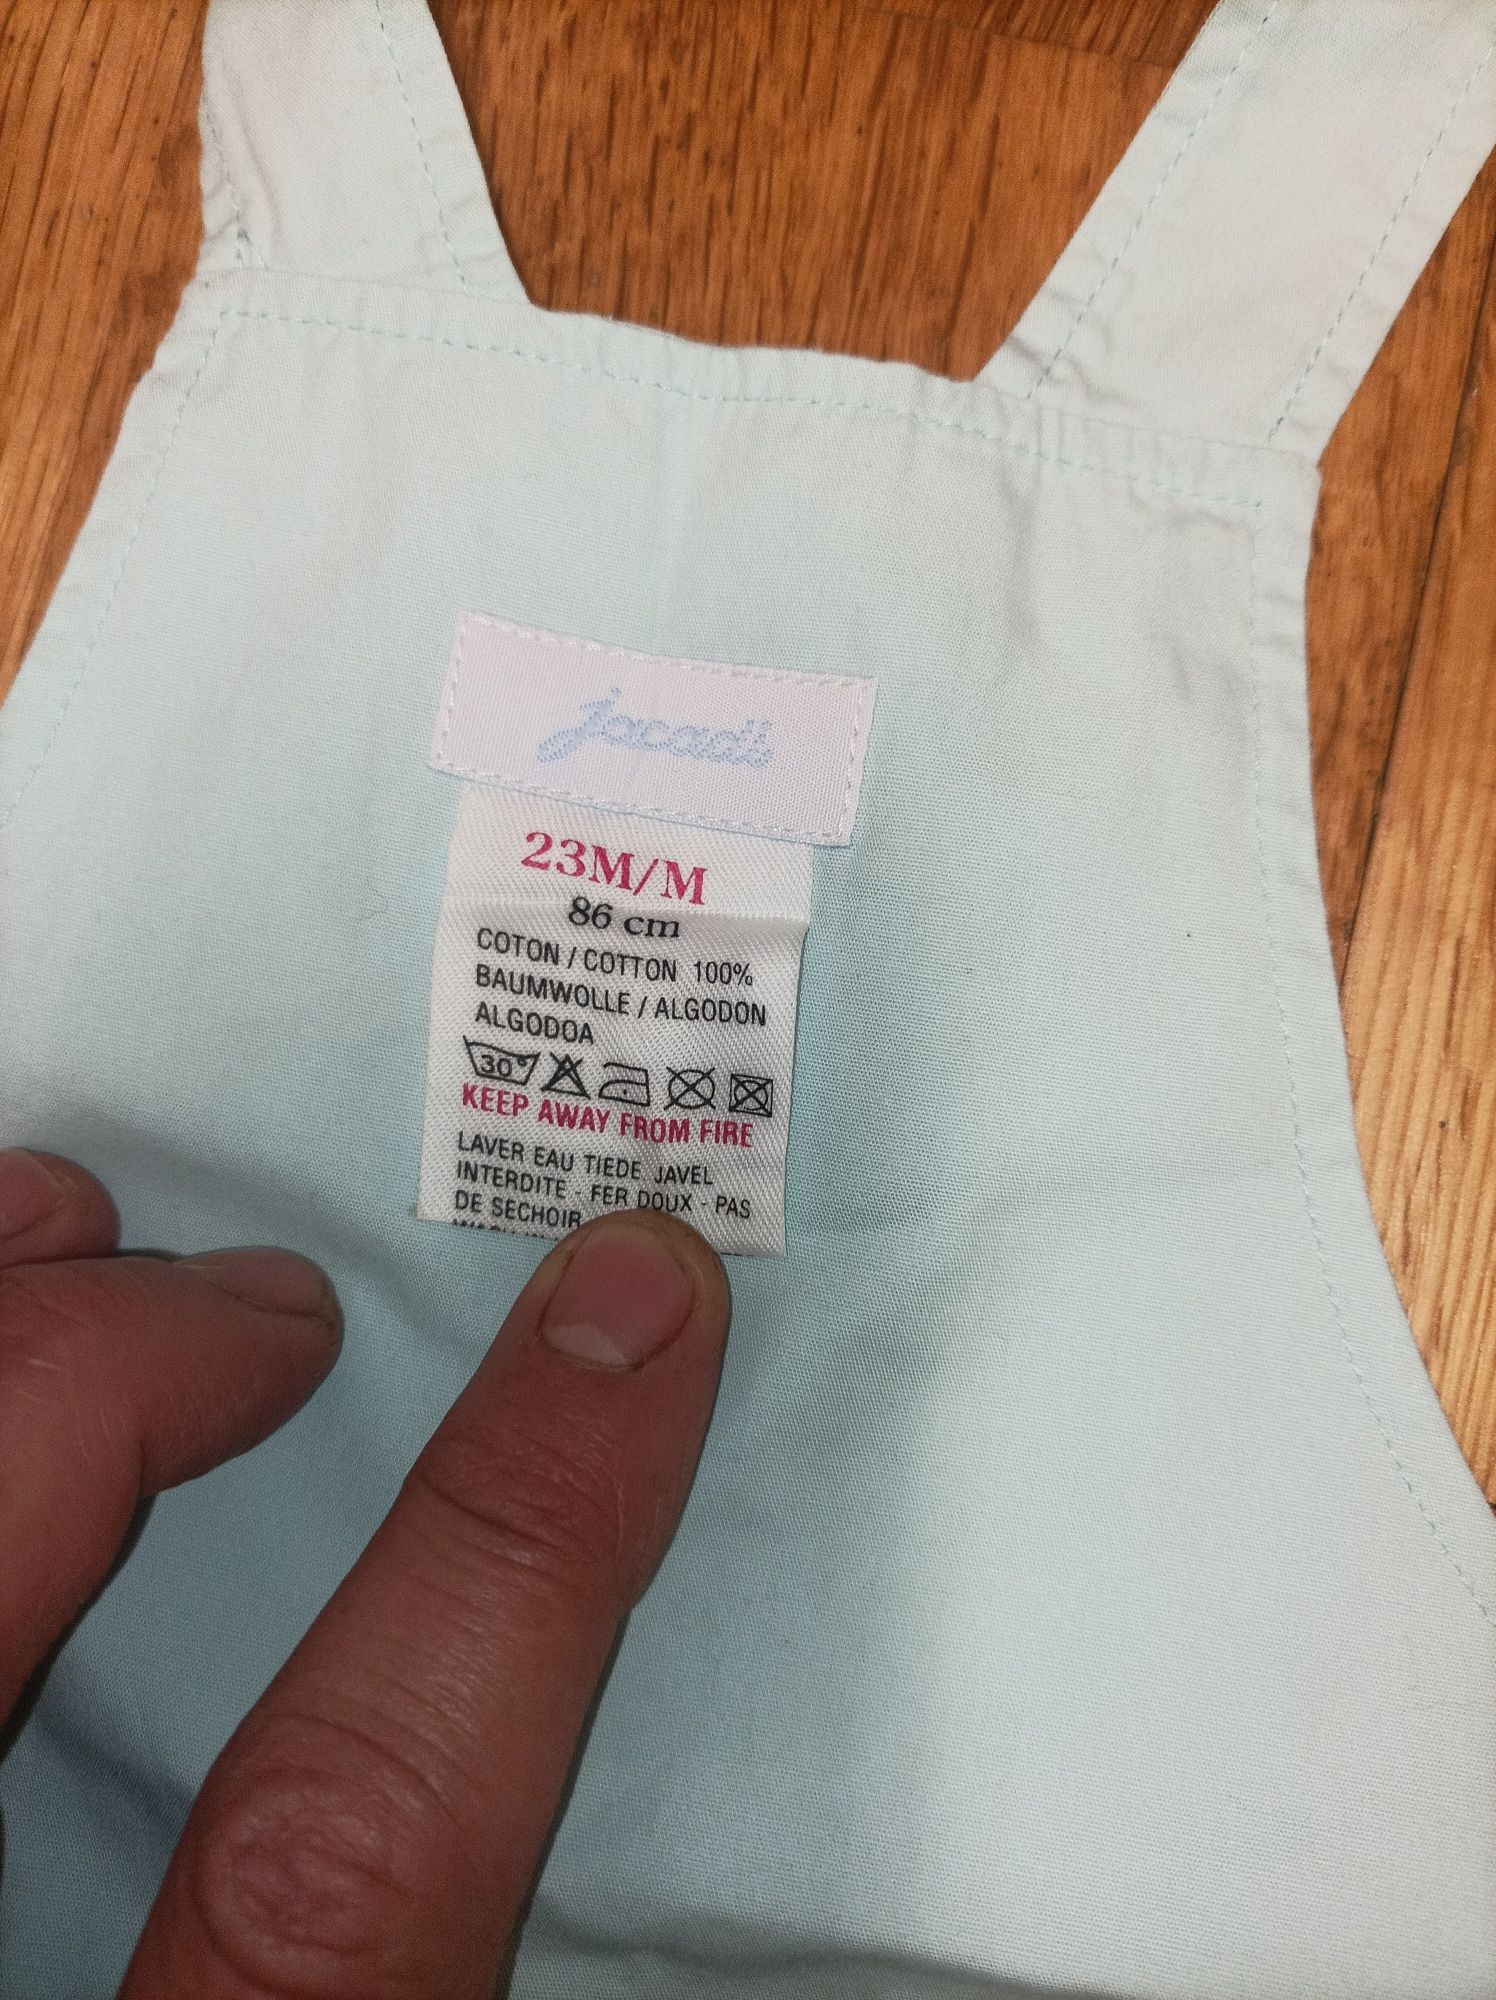 jacadi
23M/M
86 cm
COTON / COTTON 100%
BAUMWOLLE / ALGODON
ALGODOA
30°
KEEP AWAY FROM FIRE
LAVER EAU TIEDE JAVEL
INTERDITE - FER DOUX - PAS
DE SECHOIR